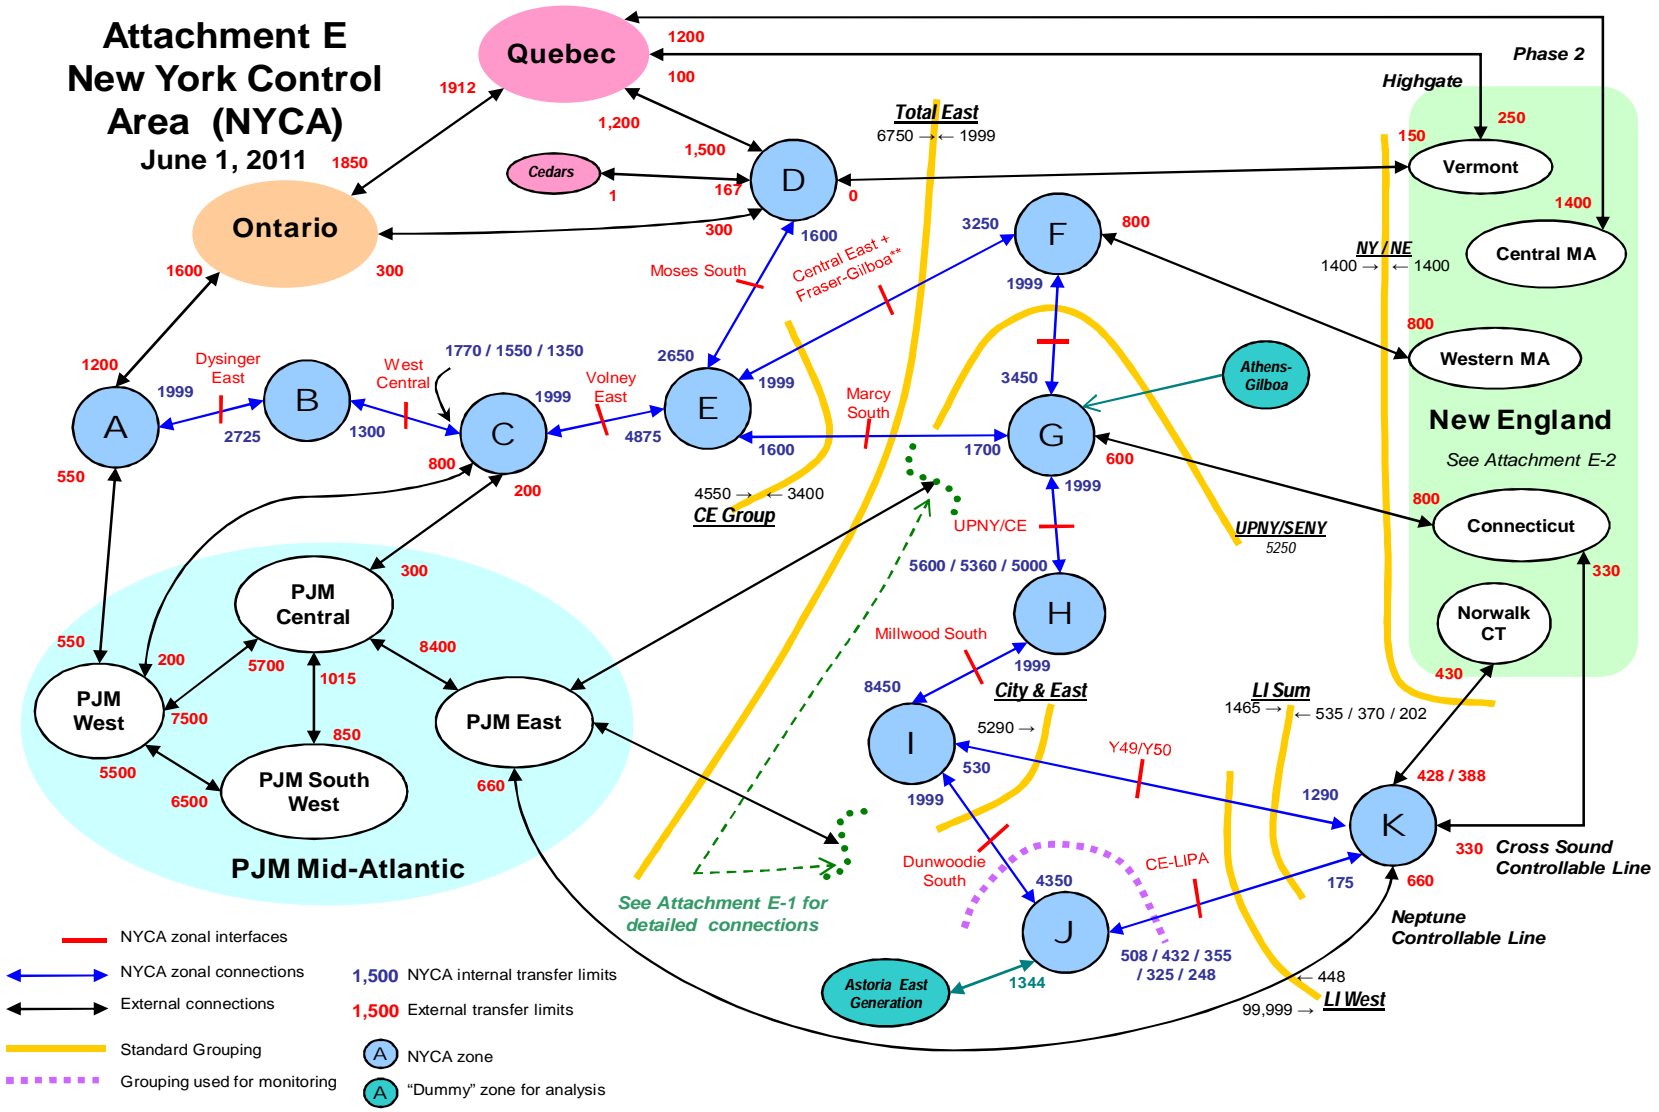 Attachment E
New York Control
Area (NYCA)
June 1, 2011
Quebec
1200
100
1912
1,200
1,500
1850
Phase 2
Highgate
250
150
Vermont
1400
Central MA
Total East
6750 → ← 1999
Cedars
1
167
D
0
300
1600
Ontario
1600
300
Moses South
Central East +
Fraser-Gilboa**
3250
F
800
1999
NY / NE
1400 → ← 1400
800
Western MA
New England
See Attachment E-2
1200
Dysinger
East
1999
A
2725
B
West
Central
1300
1770 / 1550 / 1350
C
1999
Volney
East
4875
2650
E
1999
1600
Marcy
South
3450
1700
G
600
1999
Athens-
Gilboa
550
800
200
4550 → ← 3400
CE Group
UPNY/CE
UPNY/SENY
5250
5600 / 5360 / 5000
H
800
Connecticut
330
Norwalk
CT
430
300
PJM
Central
550
200
5700
1015
8400
PJM
West
7500
850
5500
6500
PJM South
West
PJM East
660
PJM Mid-Atlantic
Millwood South
1999
8450
I
530
1999
City & East
5290 →
LI Sum
1465 →
← 535 / 370 / 202
Y49/Y50
1290
428 / 388
K
330
Cross Sound
Controllable Line
175
660
Neptune
Controllable Line
Dunwoodie
South
4350
CE-LIPA
J
508 / 432 / 355
/ 325 / 248
← 448
99,999 →
LI West
See Attachment E-1 for
detailed connections
Astoria East
Generation
1344
NYCA zonal interfaces
NYCA zonal connections
External connections
Standard Grouping
Grouping used for monitoring
1,500 NYCA internal transfer limits
1,500 External transfer limits
A NYCA zone
A "Dummy" zone for analysis